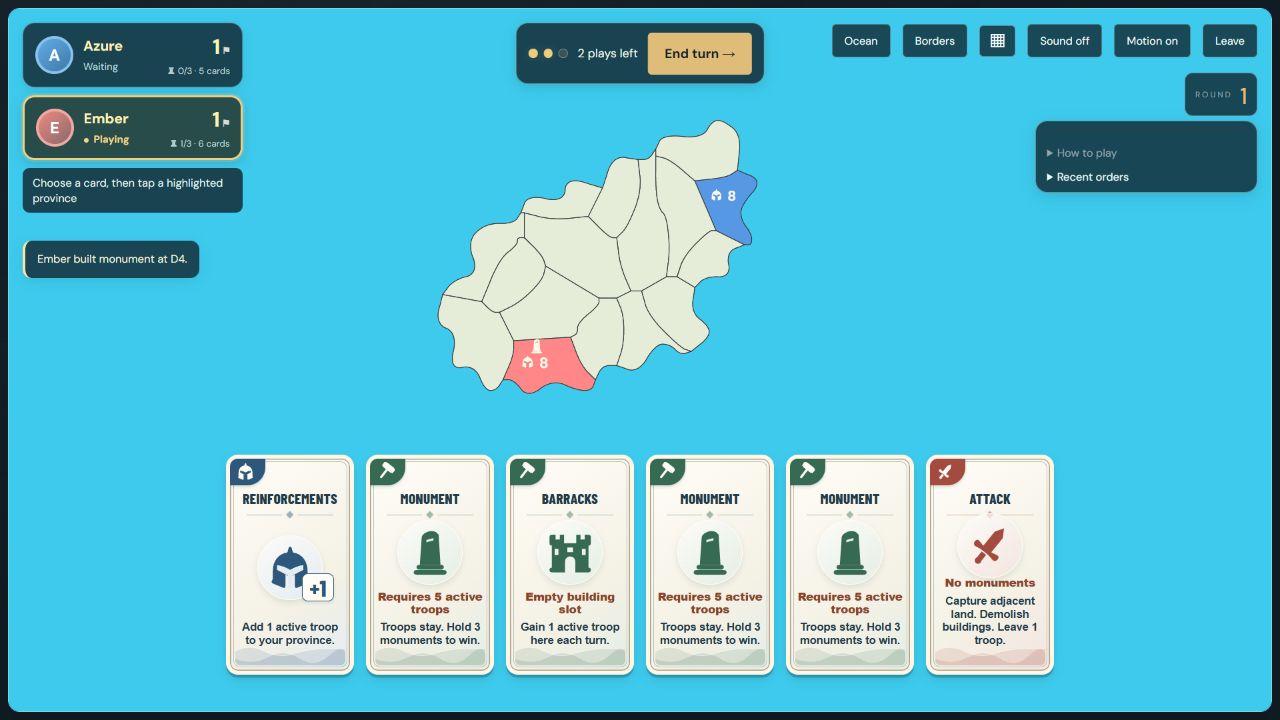 A
Azure
Waiting
1
0/3 · 5 cards
2 plays left
End turn →
Ocean
Borders
Sound off
Motion on
Leave
E
Ember
Playing
1
1/3 · 6 cards
ROUND 1
Choose a card, then tap a highlighted
province
How to play
Recent orders
Ember built monument at D4.
8
8
REINFORCEMENTS
+1
Add 1 active troop
to your province.
MONUMENT
Requires 5 active
troops
Troops stay. Hold 3
monuments to win.
BARRACKS
Empty building
slot
Gain 1 active troop
here each turn.
MONUMENT
Requires 5 active
troops
Troops stay. Hold 3
monuments to win.
MONUMENT
Requires 5 active
troops
Troops stay. Hold 3
monuments to win.
ATTACK
No monuments
Capture adjacent
land. Demolish
buildings. Leave 1
troop.